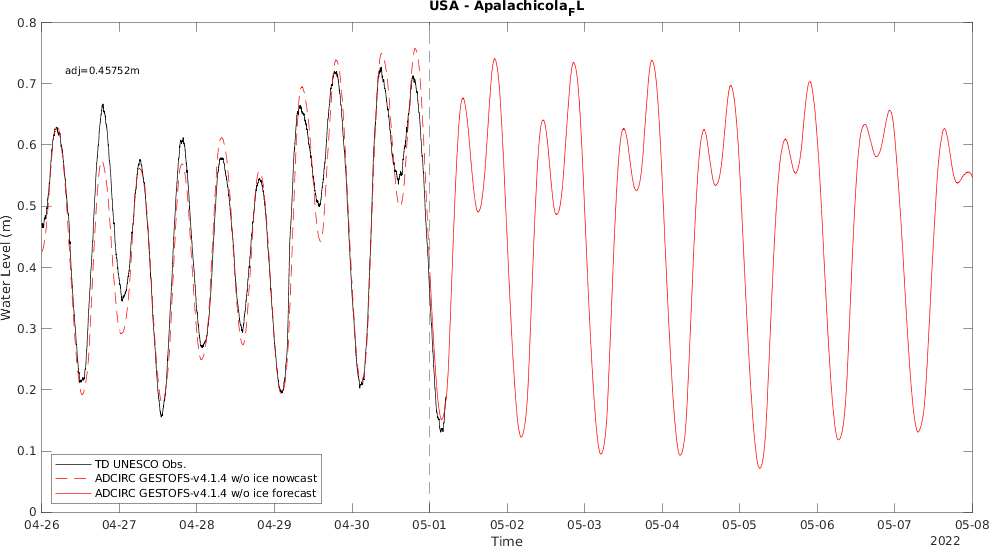 USA - Apalachicola_FL
adj=0.45752m
0.8
0.7
0.6
0.5
0.4
0.3
0.2
0.1
0
Water Level (m)
TD UNESCO Obs.
ADCIRC GESTOFS-v4.1.4 w/o ice nowcast
ADCIRC GESTOFS-v4.1.4 w/o ice forecast
04-26 04-27 04-28 04-29 04-30 05-01 05-02 05-03 05-04 05-05 05-06 05-07 05-08
Time
2022